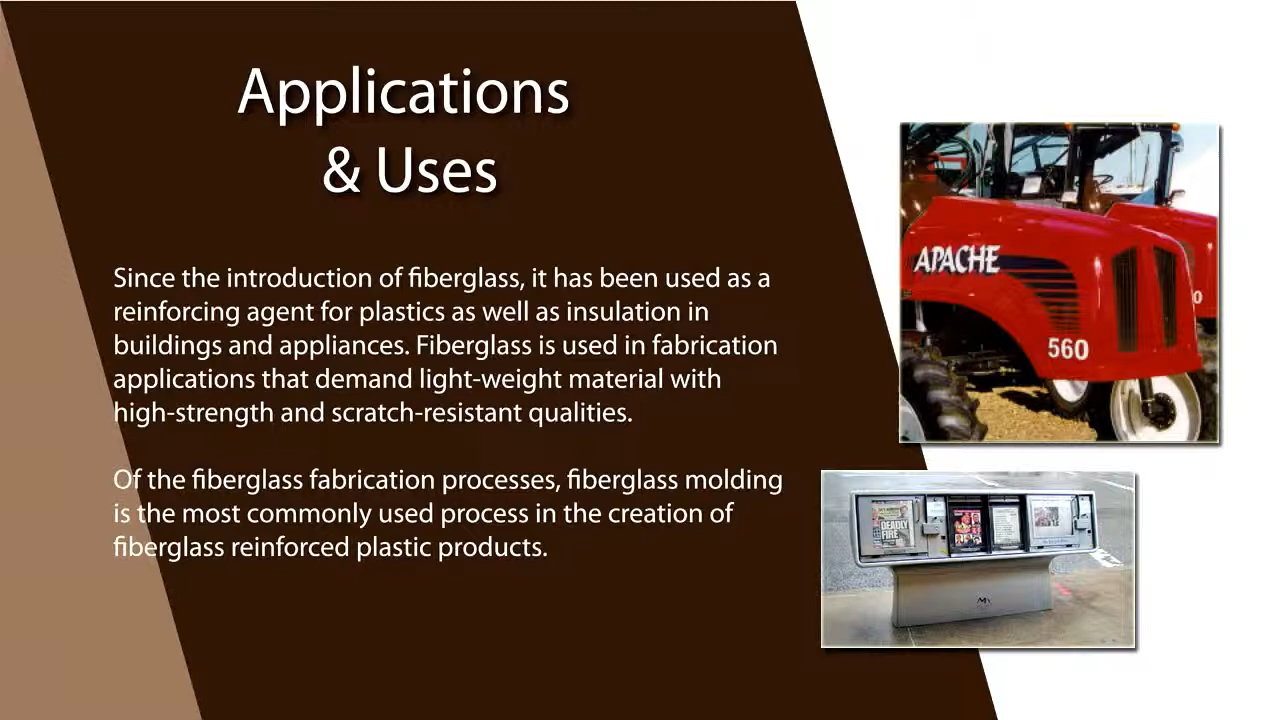 Applications
& Uses
Since the introduction of fiberglass, it has been used as a
reinforcing agent for plastics as well as insulation in
buildings and appliances. Fiberglass is used in fabrication
applications that demand light-weight material with
high-strength and scratch-resistant qualities.
Of the fiberglass fabrication processes, fiberglass molding
is the most commonly used process in the creation of
fiberglass reinforced plastic products.
APACHE
560
0
DEADLY
FIRE